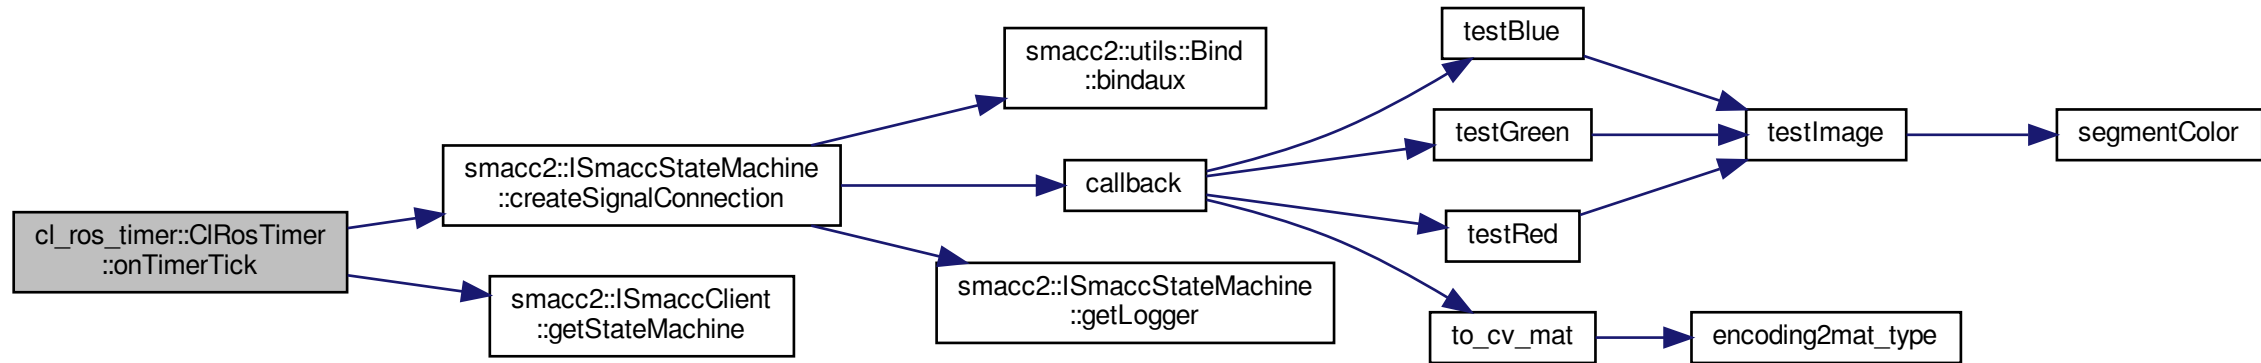 cl_ros_timer::ClRosTimer
::onTimerTick
smacc2::ISmaccStateMachine
::createSignalConnection
smacc2::ISmaccClient
::getStateMachine
smacc2::utils::Bind
::bindaux
callback
smacc2::ISmaccStateMachine
::getLogger
testBlue
testGreen
testRed
to_cv_mat
testImage
encoding2mat_type
segmentColor